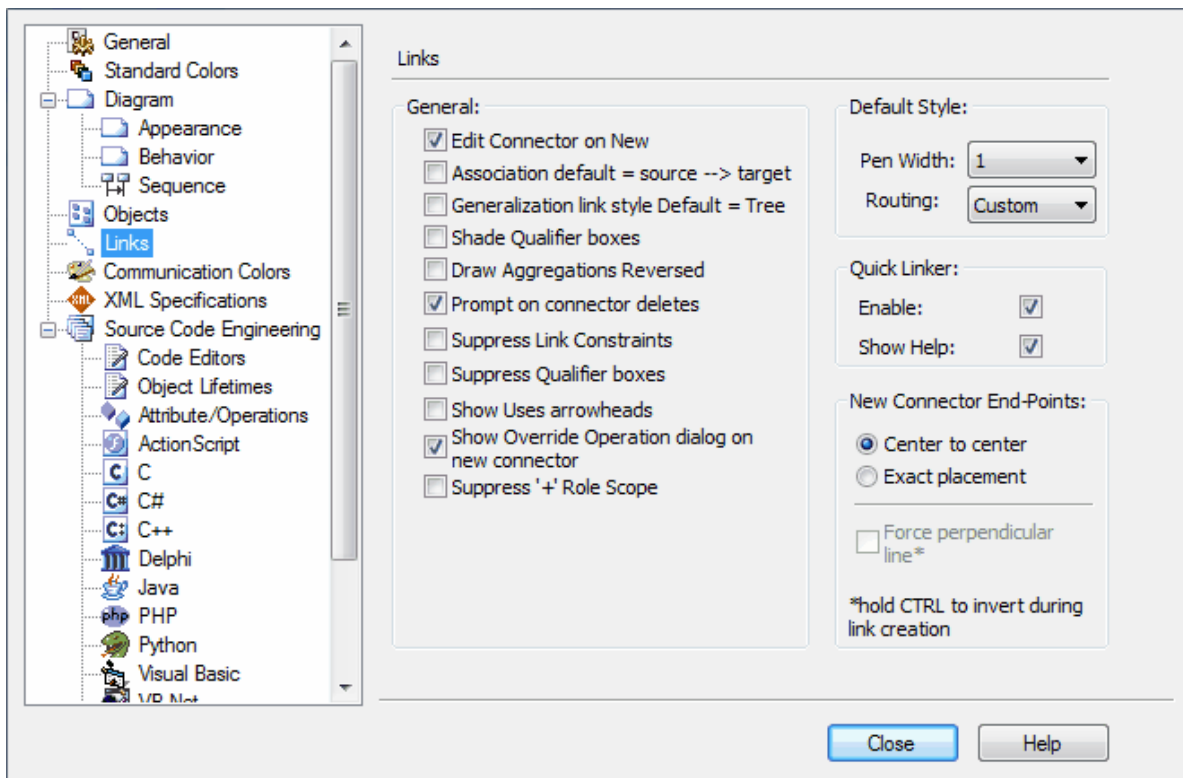 General
Standard Colors
Diagram
Appearance
Behavior
Sequence
Objects
Links
Communication Colors
XML Specifications
Source Code Engineering
Code Editors
Object Lifetimes
Attribute/Operations
ActionScript
C
C#
C++
Delphi
Java
PHP
Python
Visual Basic
VB.Net
Links
General:
Edit Connector on New
Association default = source --> target
Generalization link style Default = Tree
Shade Qualifier boxes
Draw Aggregations Reversed
Prompt on connector deletes
Suppress Link Constraints
Suppress Qualifier boxes
Show Uses arrowheads
Show Override Operation dialog on
new connector
Suppress '+' Role Scope
Default Style:
Pen Width: 1
Routing: Custom
Quick Linker:
Enable:
Show Help:
New Connector End-Points:
Center to center
Exact placement
Force perpendicular
line*
*hold CTRL to invert during
link creation
Close
Help